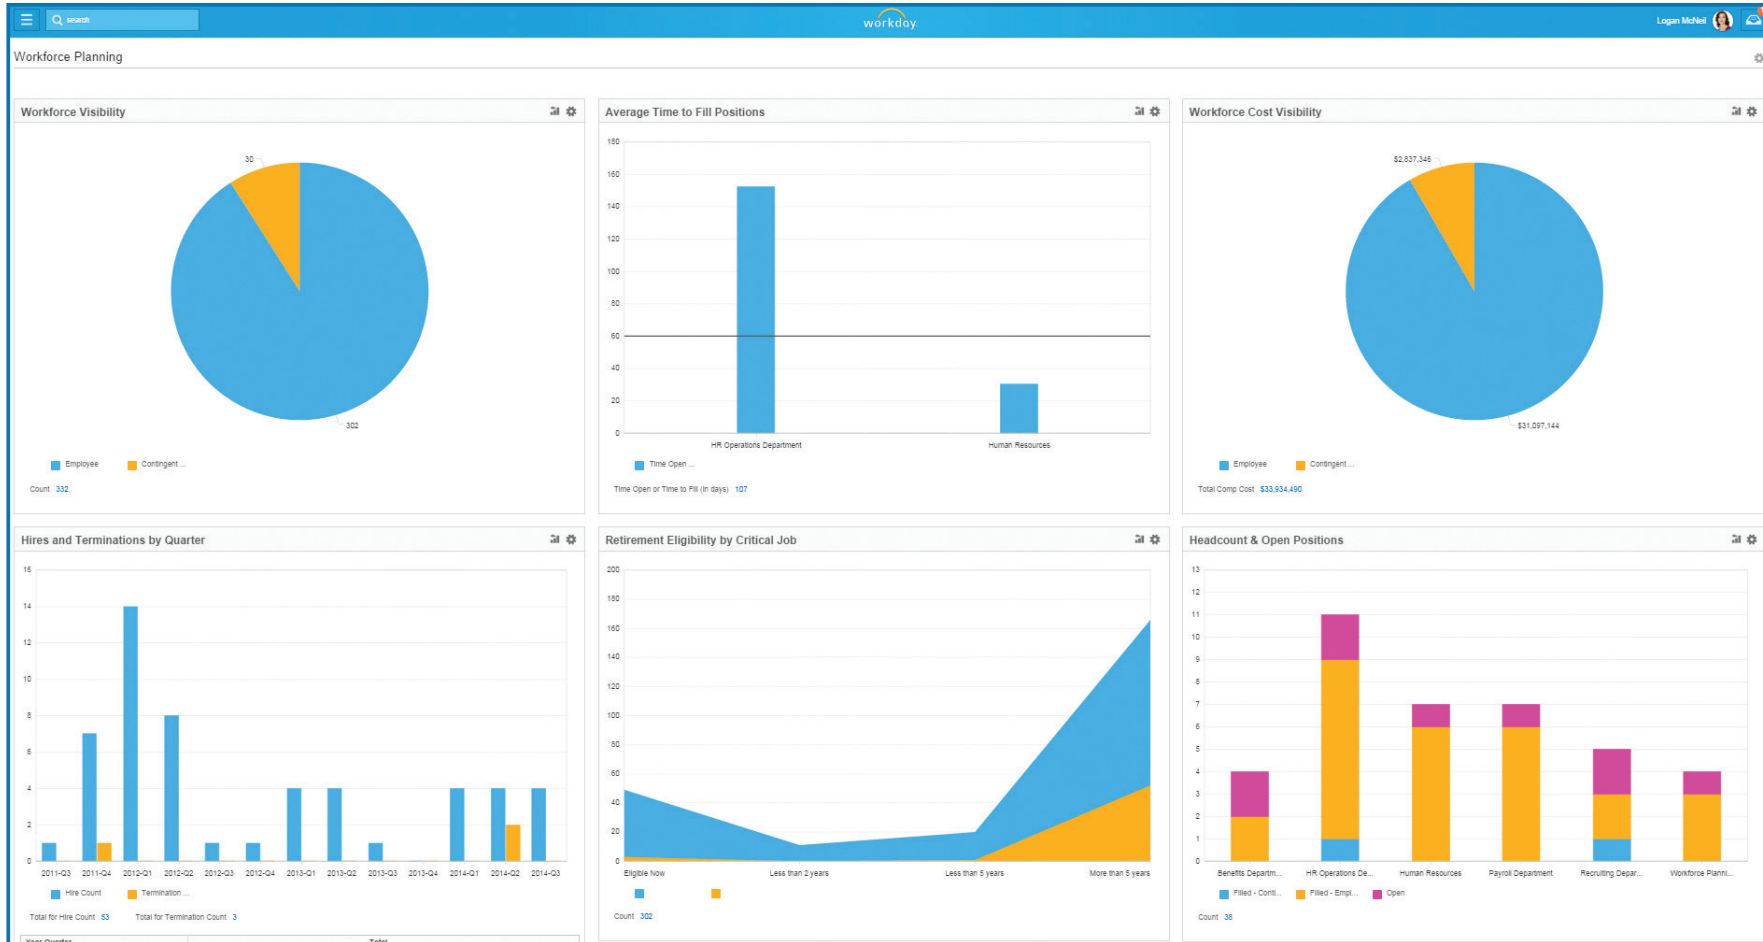 search
workday.
Logan McNeil
Workforce Planning
Workforce Visibility
30
302
Employee
Contingent ...
Count 332
Average Time to Fill Positions
180
160
140
120
100
80
60
40
20
0
HR Operations Department
Human Resources
Time Open ...
Time Open or Time to Fill (in days) 107
Workforce Cost Visibility
$2,837,346
$31,097,144
Employee
Contingent ...
Total Comp Cost $33,934,490
Hires and Terminations by Quarter
16
14
12
10
8
6
4
2
0
2011-Q3 2011-Q4 2012-Q1 2012-Q2 2012-Q3 2012-Q4 2013-Q1 2013-Q2 2013-Q3 2013-Q4 2014-Q1 2014-Q2 2014-Q3
Hire Count
Termination ...
Total for Hire Count 53 Total for Termination Count 3
Year Quarter Total
Retirement Eligibility by Critical Job
200
180
160
140
120
100
80
60
40
20
0
Eligible Now
Less than 2 years
Less than 5 years
More than 5 years
Count 302
Headcount & Open Positions
13
12
11
10
9
8
7
6
5
4
3
2
1
0
Benefits Departm...
HR Operations De...
Human Resources
Payroll Department
Recruiting Depar...
Workforce Planni...
Filled - Conti...
Filled - Empl...
Open
Count 38